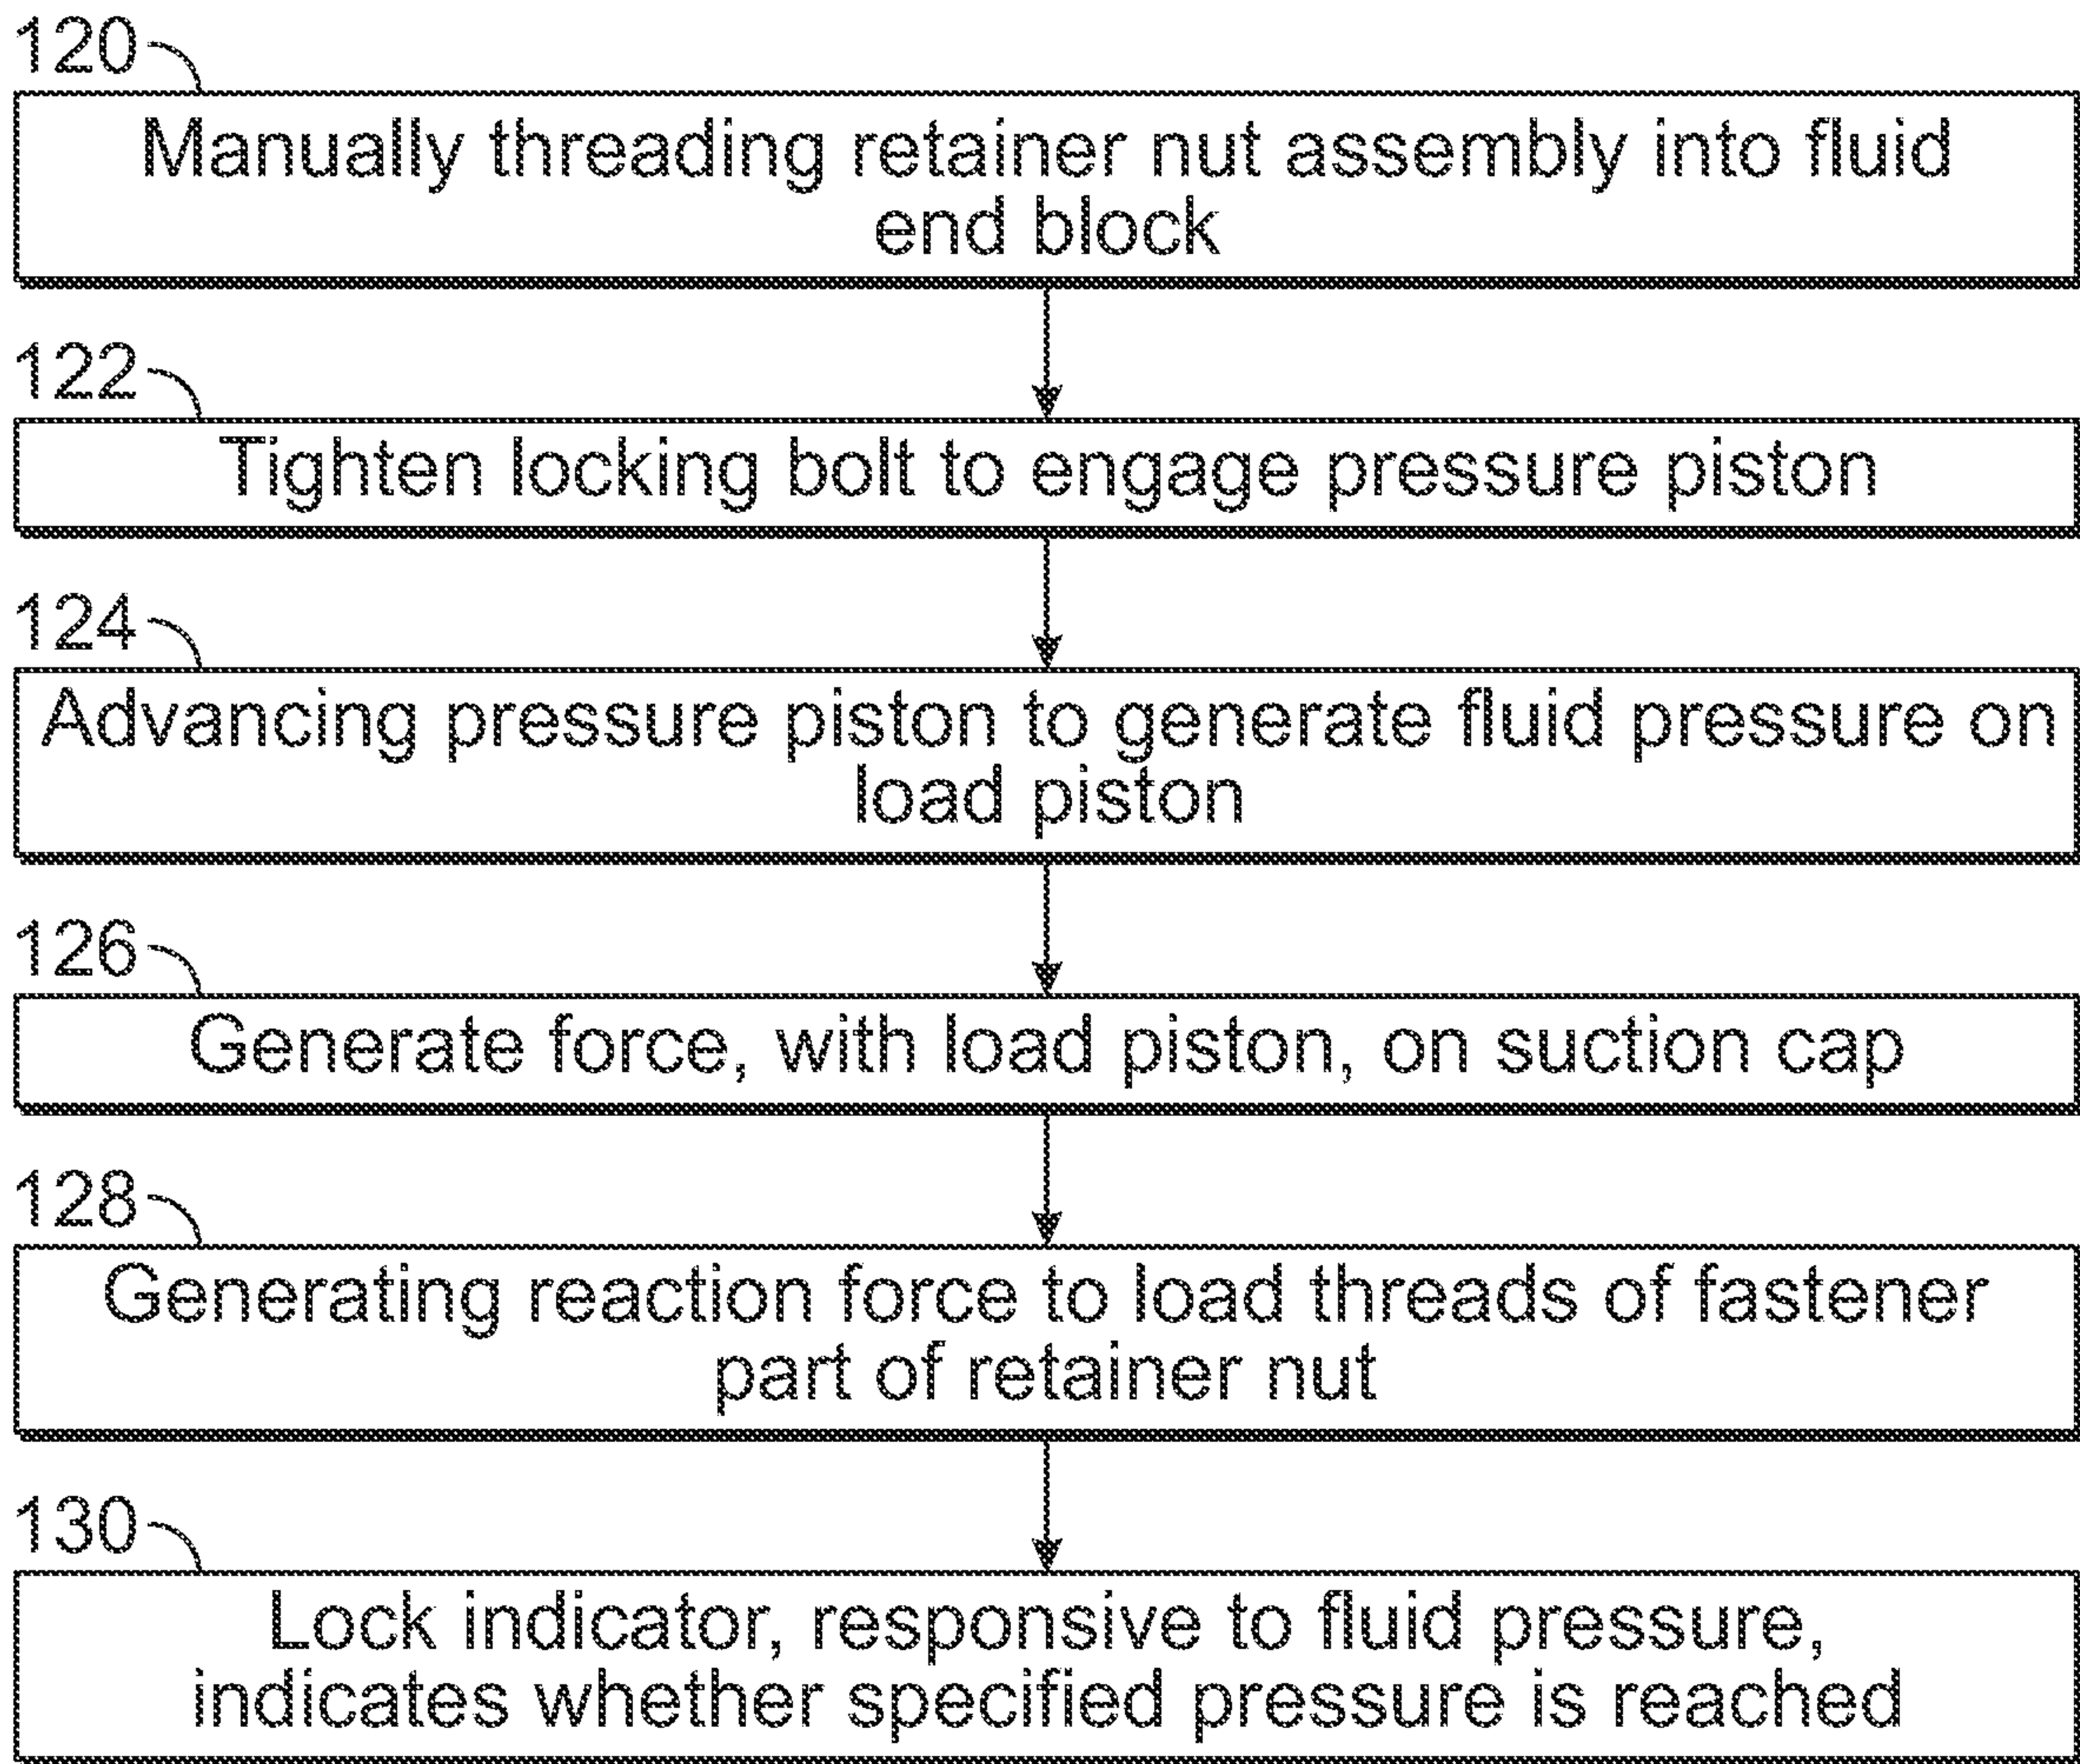 120
Manually threading retainer nut assembly into fluid
end block
122
Tighten locking bolt to engage pressure piston
124
Advancing pressure piston to generate fluid pressure on
load piston
126
Generate force, with load piston, on suction cap
128
Generating reaction force to load threads of fastener
part of retainer nut
130
Lock indicator, responsive to fluid pressure,
indicates whether specified pressure is reached